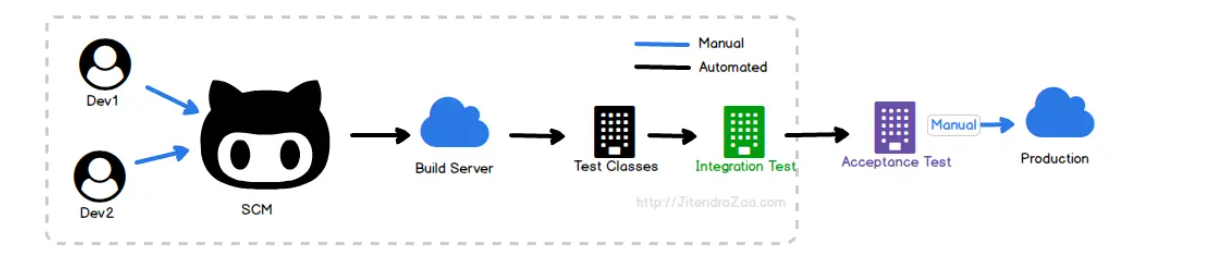 Manual
Automated
Dev1
Dev2
SCM
Build Server
Test Classes
Integration Test
Acceptance Test
Manual
Production
http://JitendraZaa.com